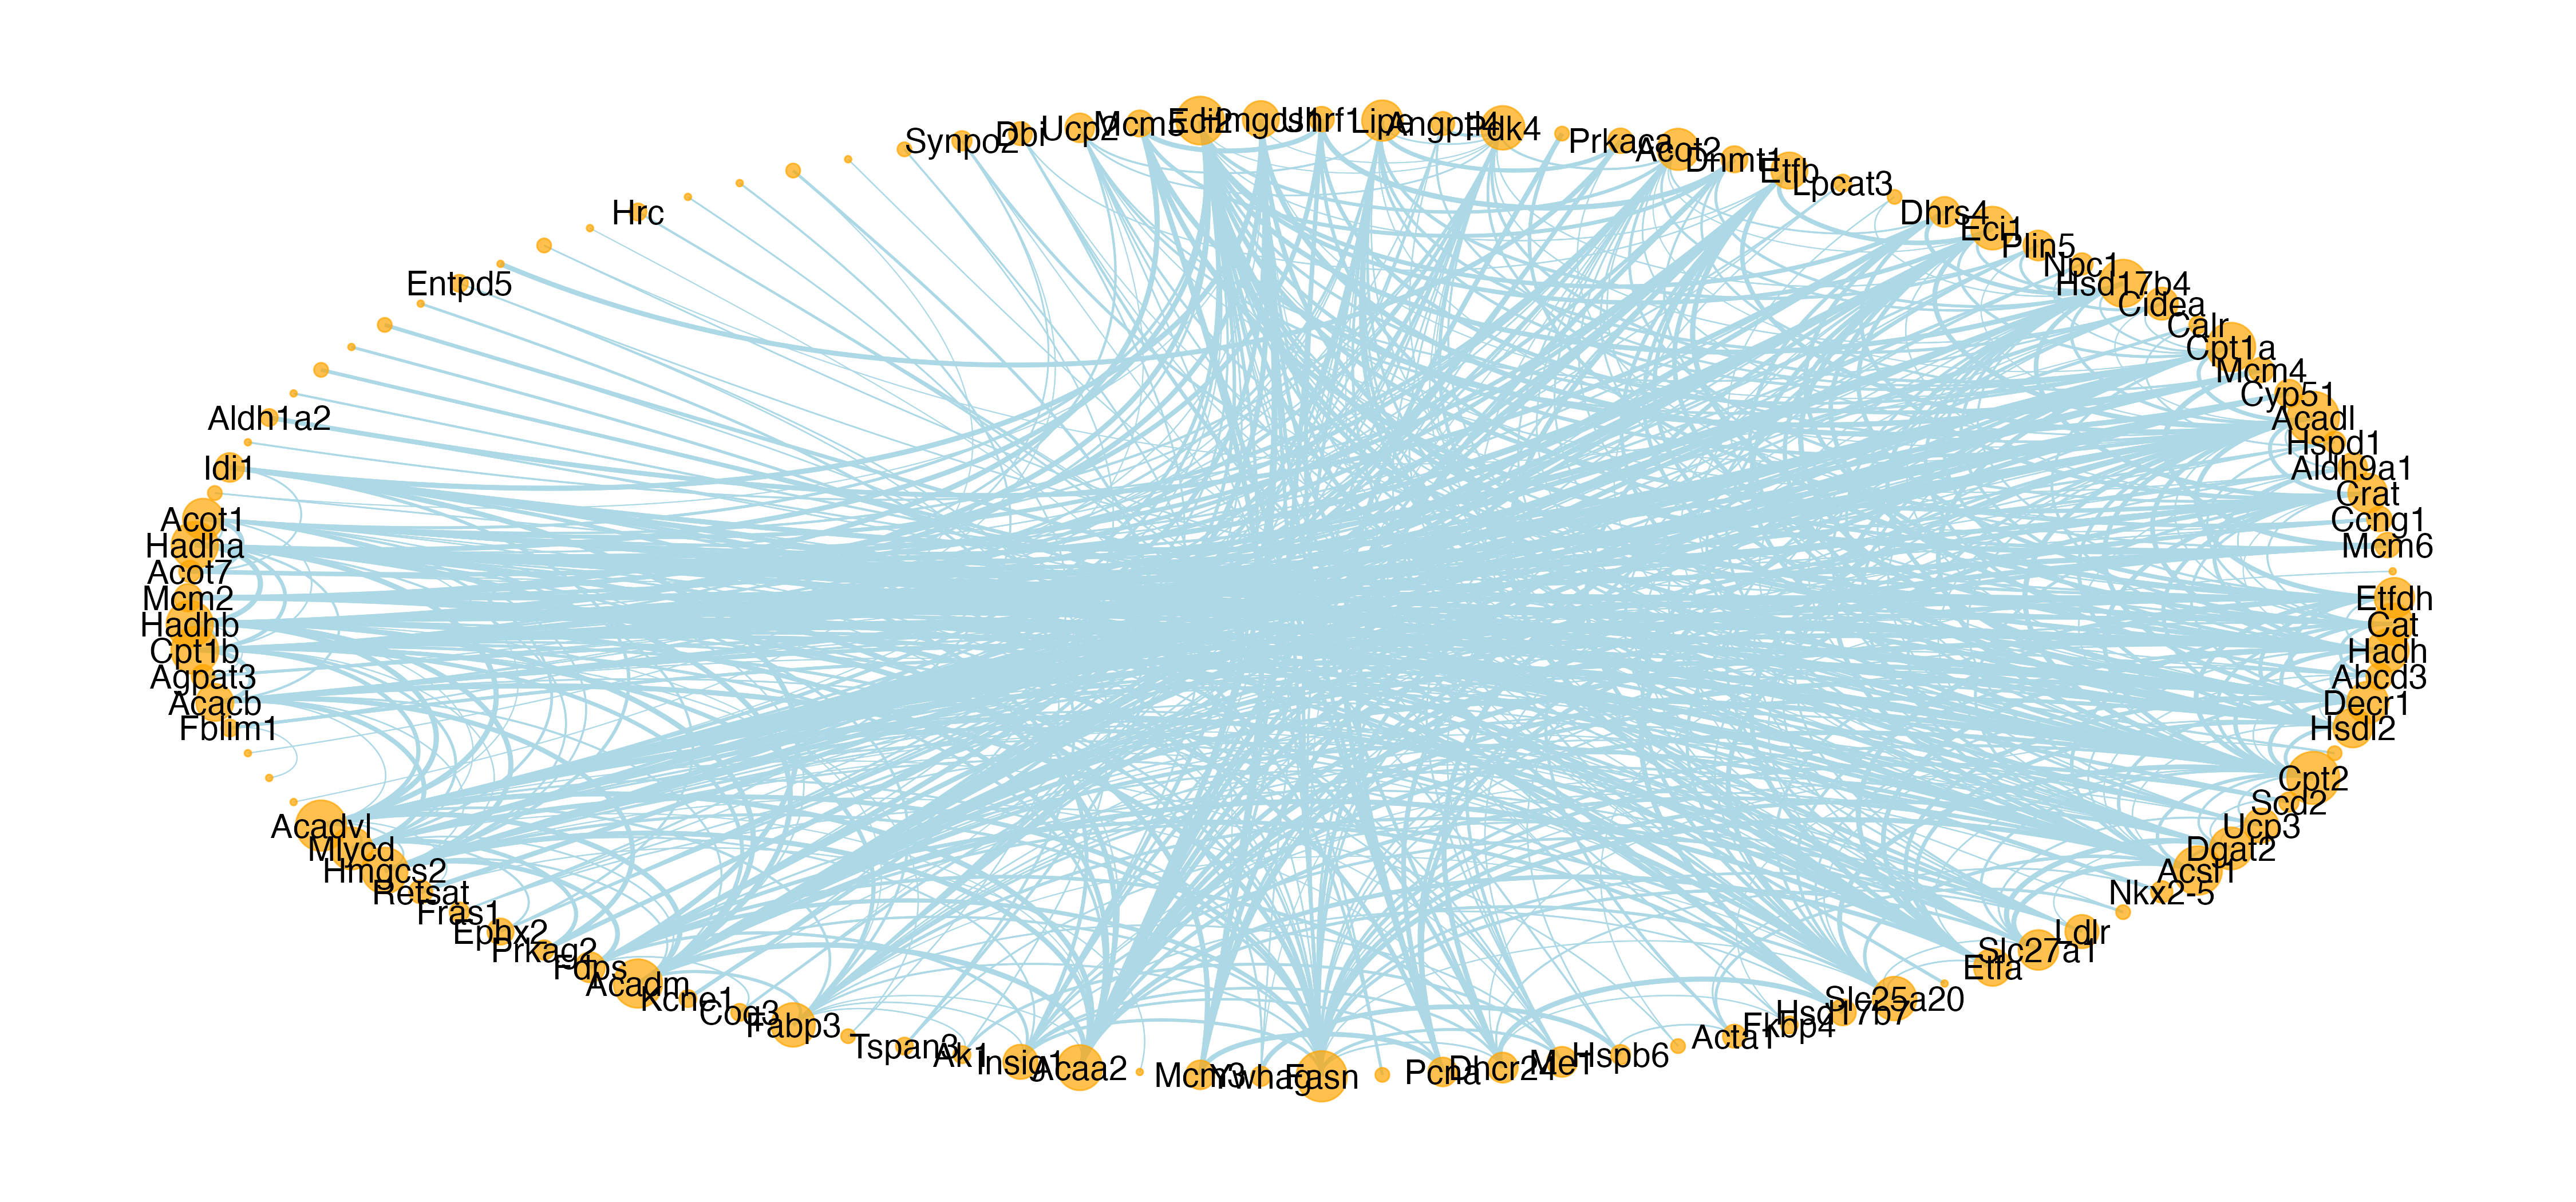 Synpo2
Dbi
Ucp2
Mcm5
Eci2
Hmgcs1
Uhrf1
Lipe
Angptl4
Pdk4
Prkaca
Acot2
Dnmt1
Etfb
Lpcat3
Dhrs4
Eci1
Plin5
Npc1
Hsd17b4
Cidea
Calr
Cpt1a
Mcm4
Cyp51
Acadl
Hspd1
Aldh9a1
Crat
Ccng1
Mcm6
Etfdh
Cat
Hadh
Abcd3
Decr1
Hsdl2
Cpt2
Scd2
Ucp3
Dgat2
Acsl1
Nkx2-5
Ldlr
Slc27a1
Etfa
Slc25a20
Hsd17b7
Fkbp4
Acta1
Hspb6
Me1
Dhcr24
Pcna
Fasn
Ywhag
Mcm3
Acaa2
Insig1
Ak1
Tspan3
Fabp3
Coq3
Kcne1
Acadm
Fdps
Prkag2
Ephx2
Fras1
Retsat
Hmgcs2
Mlycd
Acadvl
Fblim1
Acacb
Agpat3
Cpt1b
Hadhb
Mcm2
Acot7
Hadha
Acot1
Idi1
Aldh1a2
Entpd5
Hrc